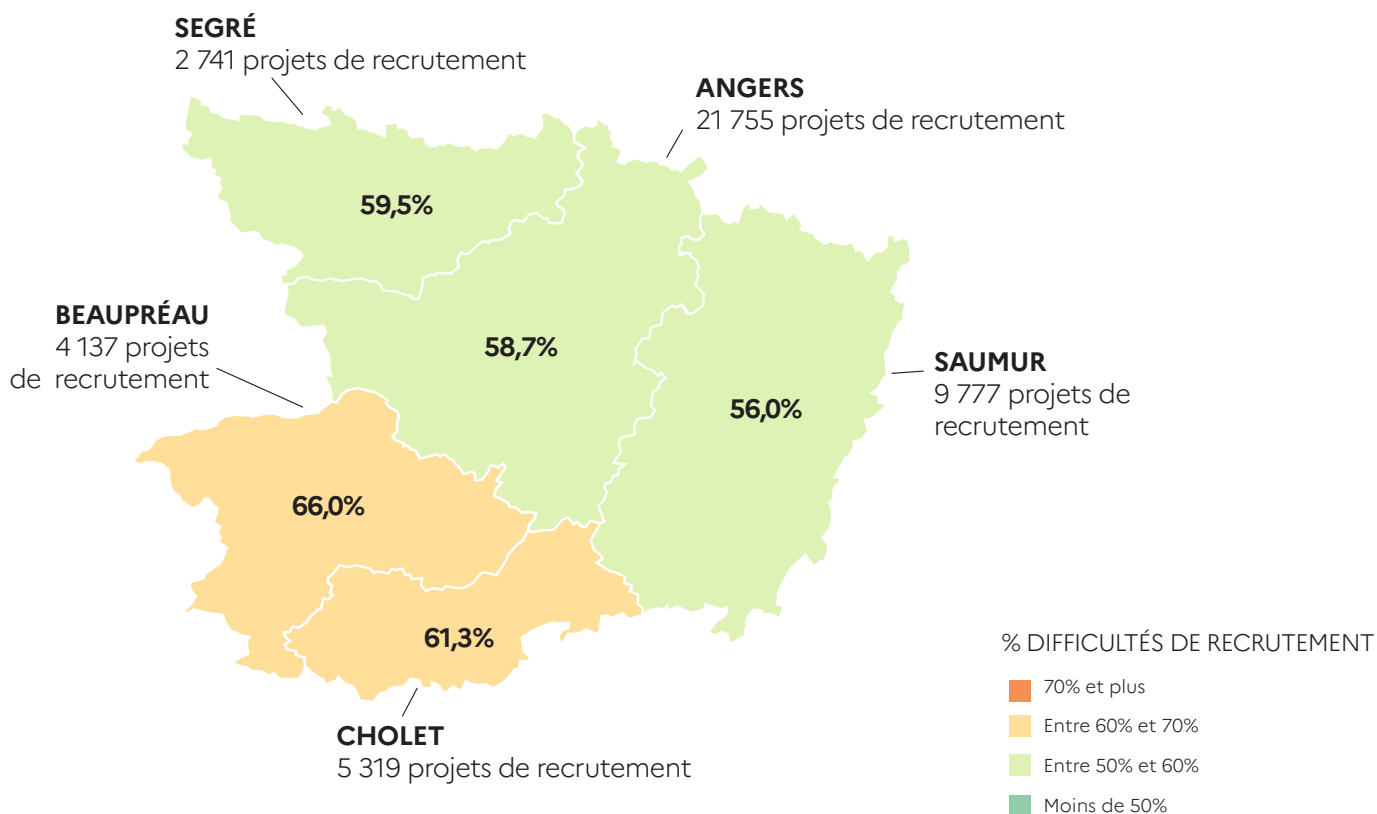 SEGRÉ
2 741 projets de recrutement
ANGERS
21 755 projets de recrutement
59,5%
BEAUPRÉAU
4 137 projets
de recrutement
58,7%
SAUMUR
9 777 projets de
recrutement
56,0%
66,0%
61,3%
CHOLET
5 319 projets de recrutement
% DIFFICULTÉS DE RECRUTEMENT
70% et plus
Entre 60% et 70%
Entre 50% et 60%
Moins de 50%